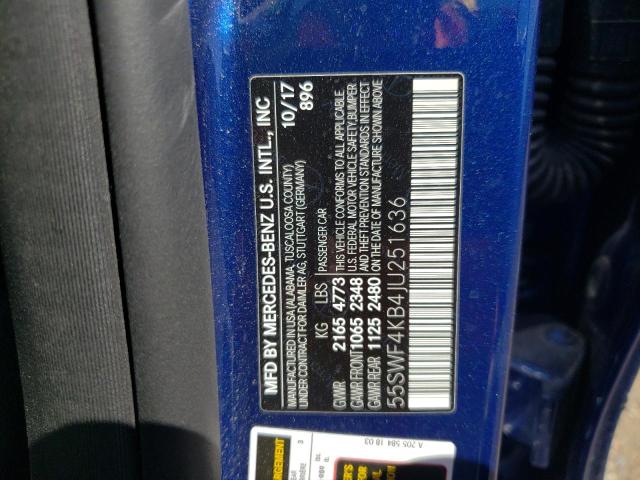 MFD BY MERCEDES-BENZ U.S. INTL., INC
10/17
896
MANUFACTURED IN USA (ALABAMA, TUSCALOOSA COUNTY)
UNDER CONTRACT FOR DAIMLER AG, STUTTGART (GERMANY)
KG LBS PASSENGER CAR
GVWR 2165 4773
GAWR FRONT 1065 2348
GAWR REAR 1125 2480
THIS VEHICLE CONFORMS TO ALL APPLICABLE
U.S. FEDERAL MOTOR VEHICLE SAFETY, BUMPER
AND THEFT PREVENTION STANDARDS IN EFFECT
ON THE DATE OF MANUFACTURE SHOWN ABOVE
55SWF4KB4JU251636
A 205 584 18 03